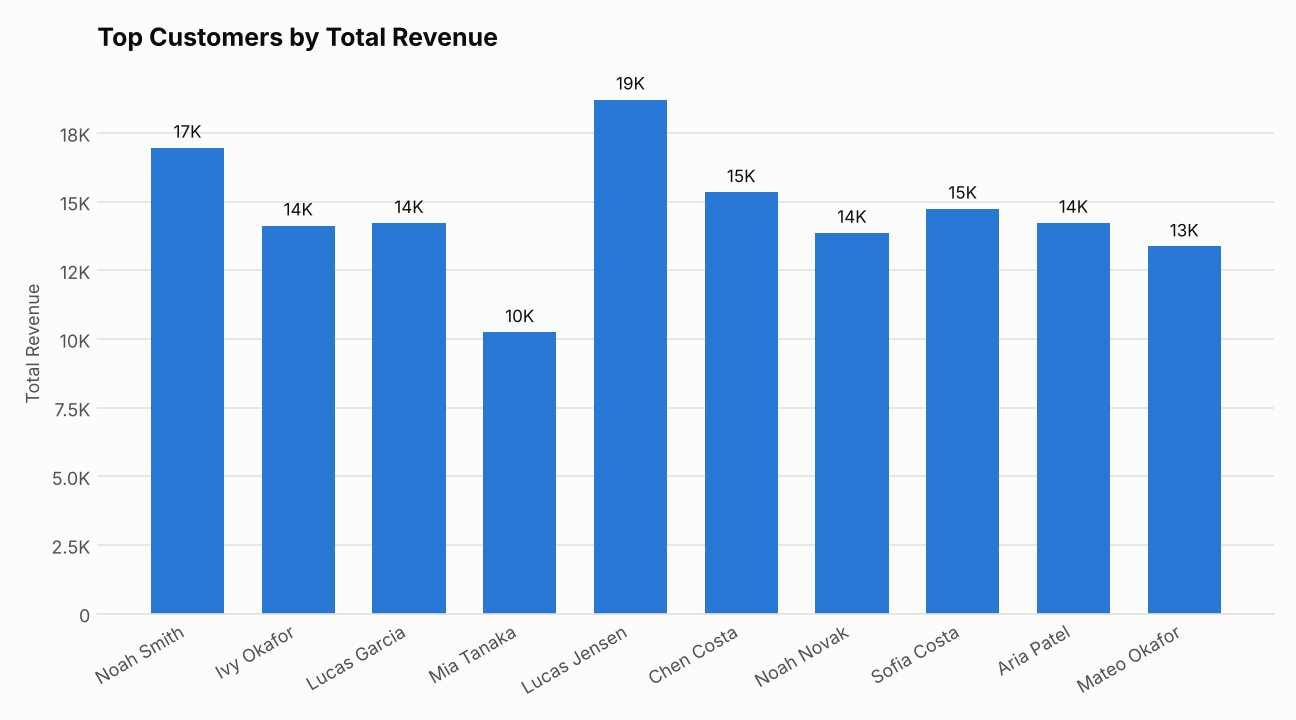 Top Customers by Total Revenue
Total Revenue
18K
15K
12K
10K
7.5K
5.0K
2.5K
0
17K
14K
14K
10K
19K
15K
14K
15K
14K
13K
Noah Smith
Ivy Okafor
Lucas Garcia
Mia Tanaka
Lucas Jensen
Chen Costa
Noah Novak
Sofia Costa
Aria Patel
Mateo Okafor